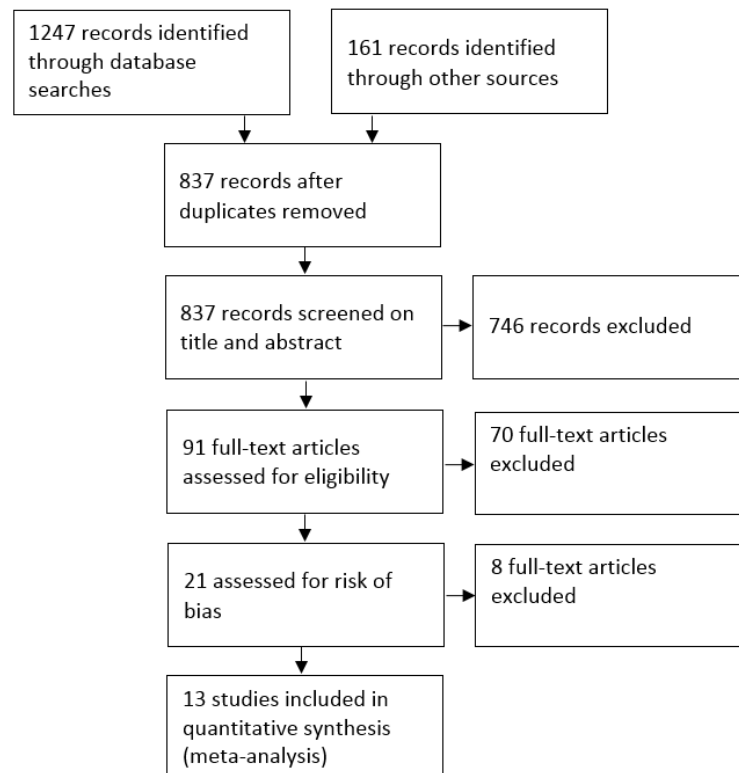 1247 records identified
through database
searches
161 records identified
through other sources
837 records after
duplicates removed
837 records screened on
title and abstract
746 records excluded
91 full-text articles
assessed for eligibility
70 full-text articles
excluded
21 assessed for risk of
bias
8 full-text articles
excluded
13 studies included in
quantitative synthesis
(meta-analysis)